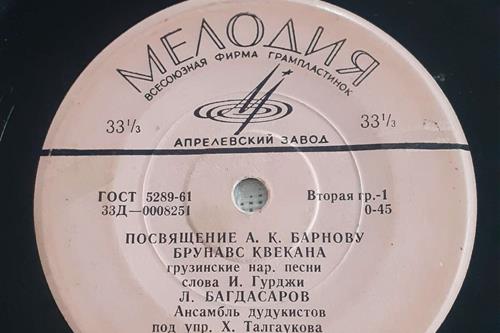 МЕЛОДИЯ
ВСЕСОЮЗНАЯ ФИРМА ГРАМПЛАСТИНОК
33⅓ 33⅓
АПРЕЛЕВСКИЙ ЗАВОД
ГОСТ 5289-61 Вторая гр.-1
33Д—0008251 0-45
ПОСВЯЩЕНИЕ А. К. БАРНОВУ
БРУНАВС КВЕКАНА
грузинские нар. песни
слова И. Гурджи
Л. БАГДАСАРОВ
Ансамбль дудукистов
под упр. Х. Талгаукова